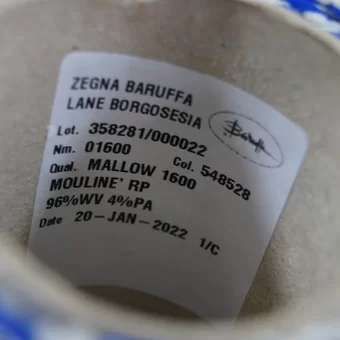 ZEGNA BARUFFA
LANE BORGOSESIA
Baruffa
Lot. 358281/000022
Nm. 01600 Col. 548528
Qual. MALLOW 1600
MOULINE' RP
96%WV 4%PA
Date 20-JAN-2022 1/C